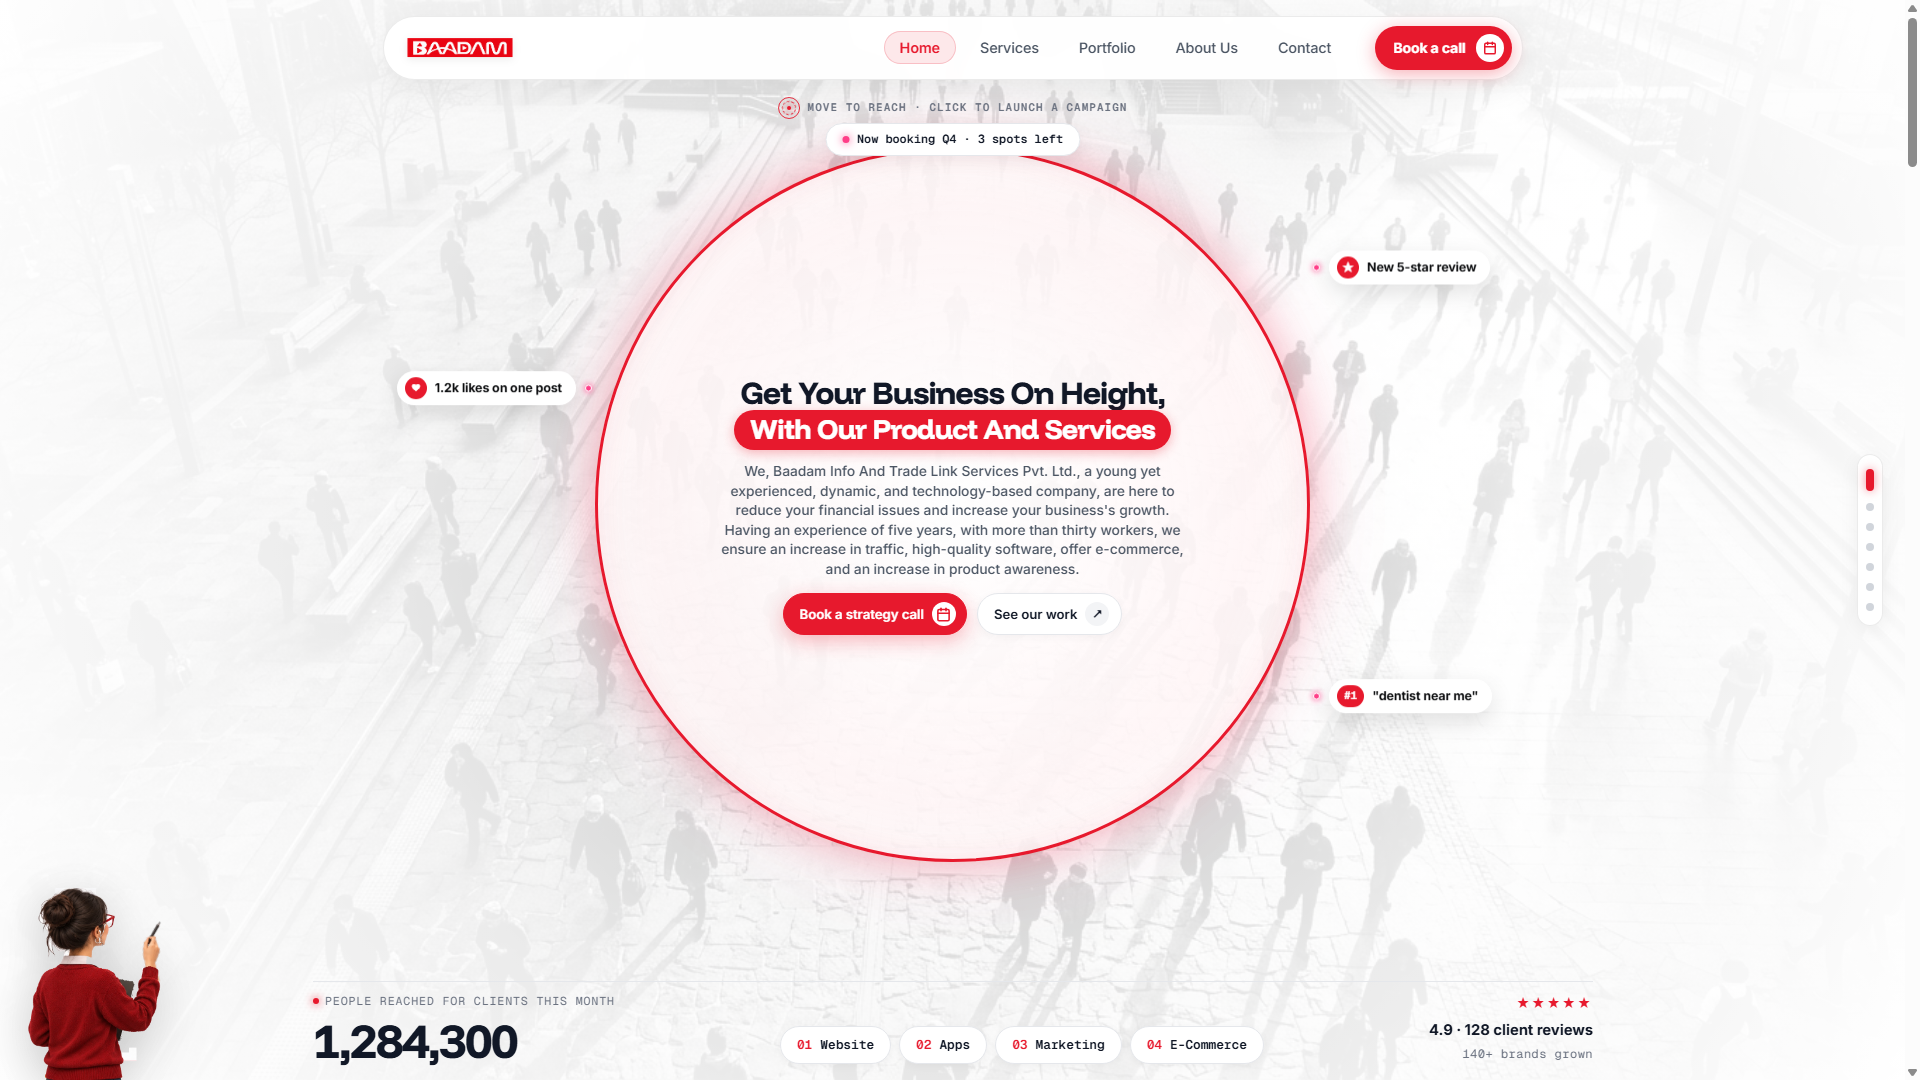 BAADAM
Home
Services
Portfolio
About Us
Contact
Book a call
MOVE TO REACH · CLICK TO LAUNCH A CAMPAIGN
Now booking Q4 · 3 spots left
New 5-star review
1.2k likes on one post
Get Your Business On Height,
With Our Product And Services
We, Baadam Info And Trade Link Services Pvt. Ltd., a young yet
experienced, dynamic, and technology-based company, are here to
reduce your financial issues and increase your business's growth.
Having an experience of five years, with more than thirty workers, we
ensure an increase in traffic, high-quality software, offer e-commerce,
and an increase in product awareness.
Book a strategy call
See our work ↗
#1 "dentist near me"
PEOPLE REACHED FOR CLIENTS THIS MONTH
1,284,300
01 Website
02 Apps
03 Marketing
04 E-Commerce
★★★★★
4.9 · 128 client reviews
140+ brands grown